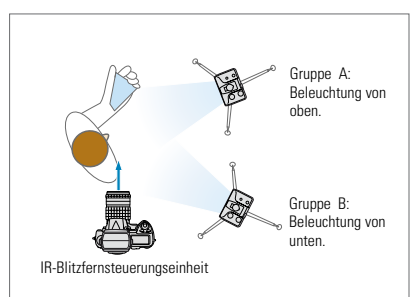 Gruppe A:
Beleuchtung von
oben.
Gruppe B:
Beleuchtung von
unten.
IR-Blitzfernsteuerungseinheit